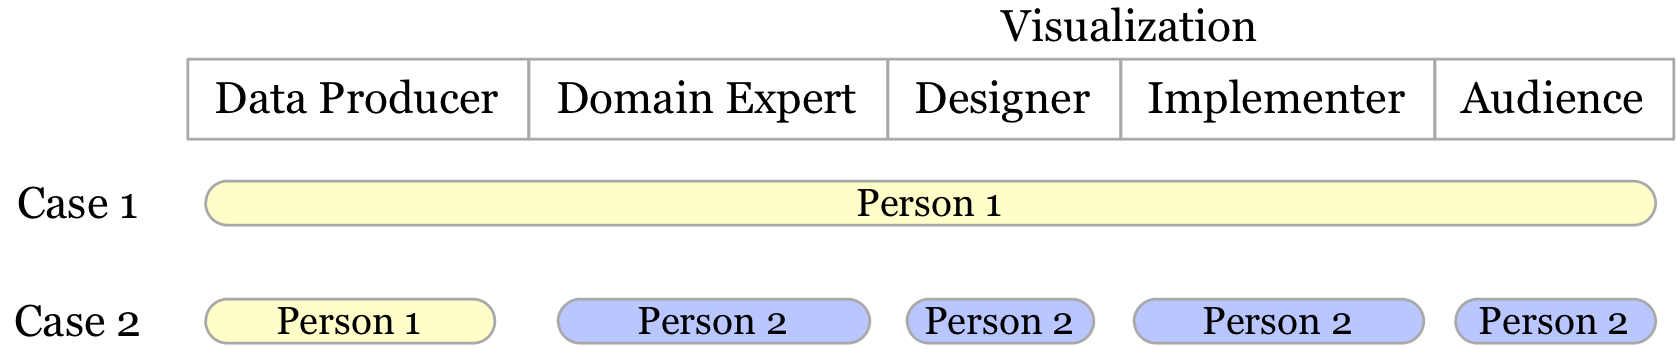 Visualization
Data Producer Domain Expert Designer Implementer Audience
Case 1 Person 1
Case 2 Person 1 Person 2 Person 2 Person 2 Person 2